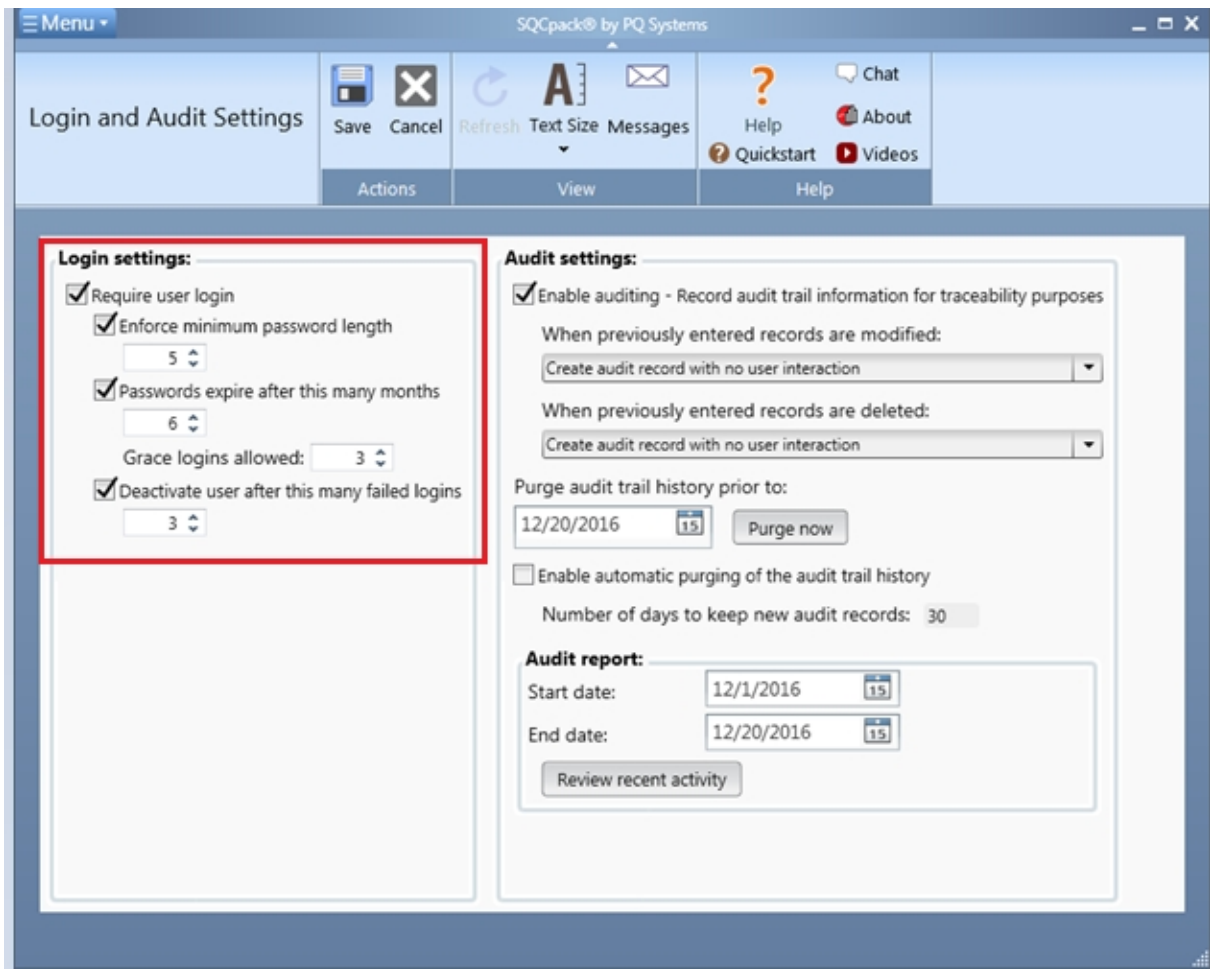 Menu
SQCpack® by PQ Systems
Login and Audit Settings
Save Cancel
Refresh Text Size Messages
Help
Chat
About
Quickstart Videos
Actions
View
Help
Login settings:
Require user login
Enforce minimum password length
5
Passwords expire after this many months
6
Grace logins allowed: 3
Deactivate user after this many failed logins
3
Audit settings:
Enable auditing - Record audit trail information for traceability purposes
When previously entered records are modified:
Create audit record with no user interaction
When previously entered records are deleted:
Create audit record with no user interaction
Purge audit trail history prior to:
12/20/2016 15 Purge now
Enable automatic purging of the audit trail history
Number of days to keep new audit records: 30
Audit report:
Start date: 12/1/2016 15
End date: 12/20/2016 15
Review recent activity